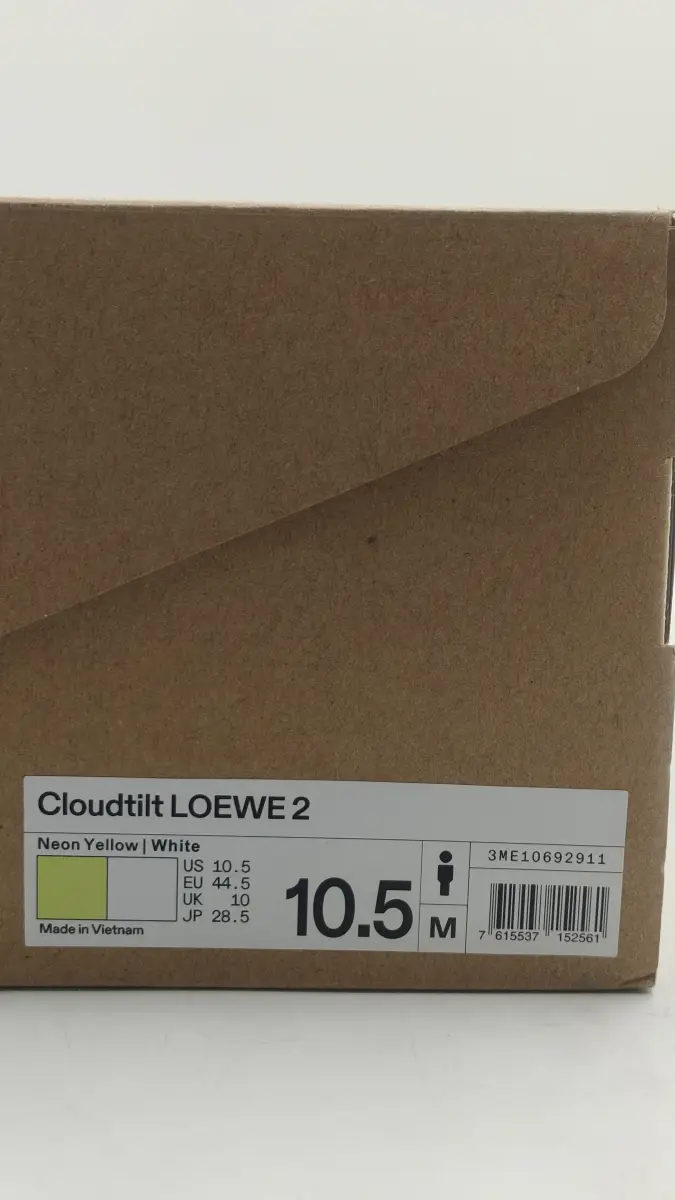 Cloudtilt LOEWE 2
Neon Yellow | White
US 10.5
EU 44.5
UK 10
JP 28.5
Made in Vietnam
10.5
M
3ME10692911
7 615537 152561